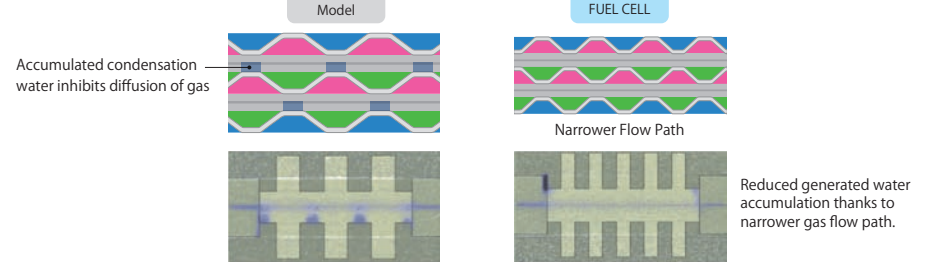 Model
FUEL CELL
Accumulated condensation
water inhibits diffusion of gas
Narrower Flow Path
Reduced generated water
accumulation thanks to
narrower gas flow path.